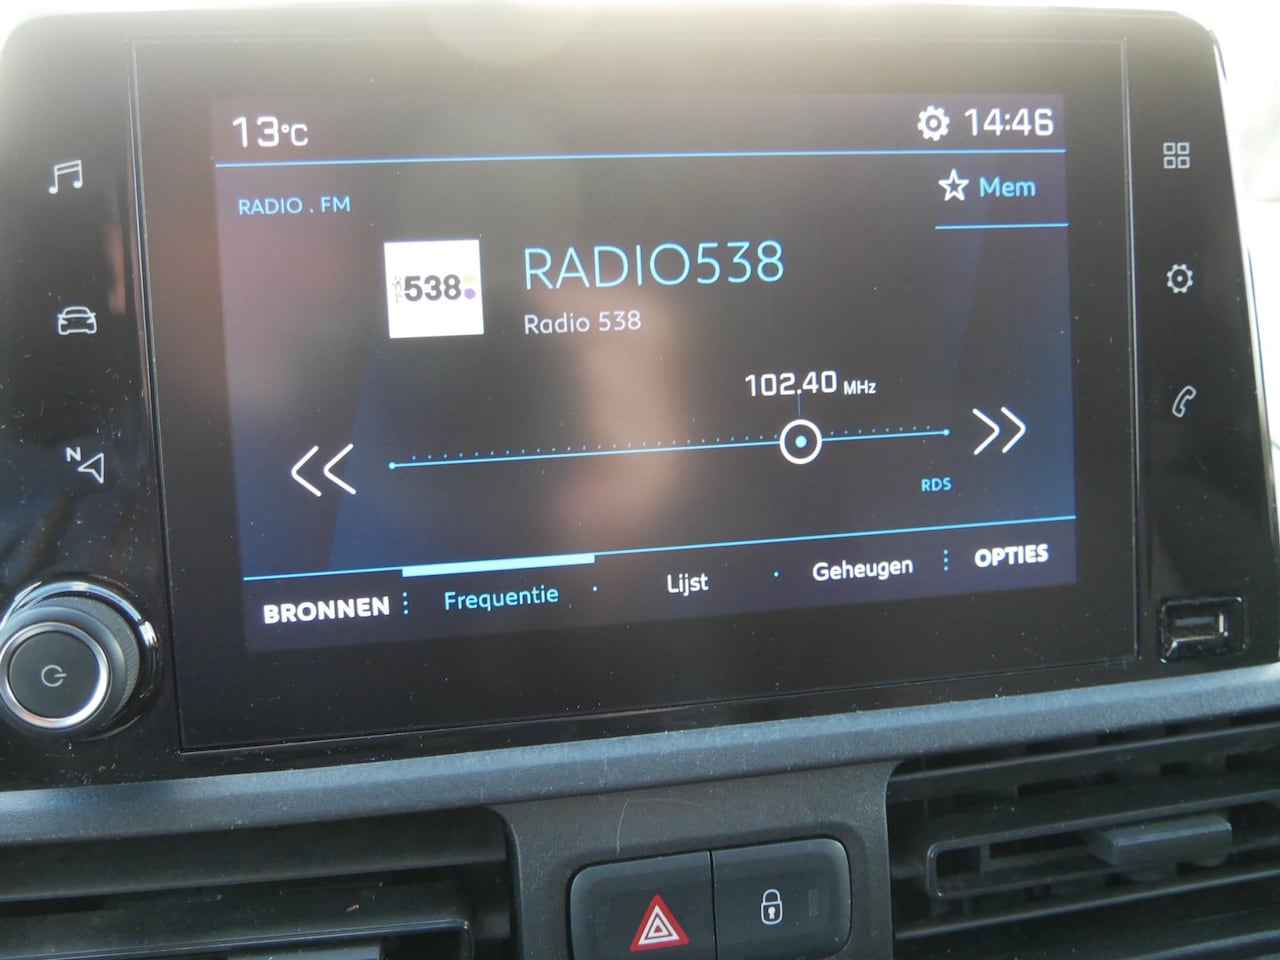 13°C
14:46
Mem
RADIO . FM
538
RADIO538
Radio 538
102.40 MHz
RDS
N
BRONNEN Frequentie Lijst Geheugen OPTIES